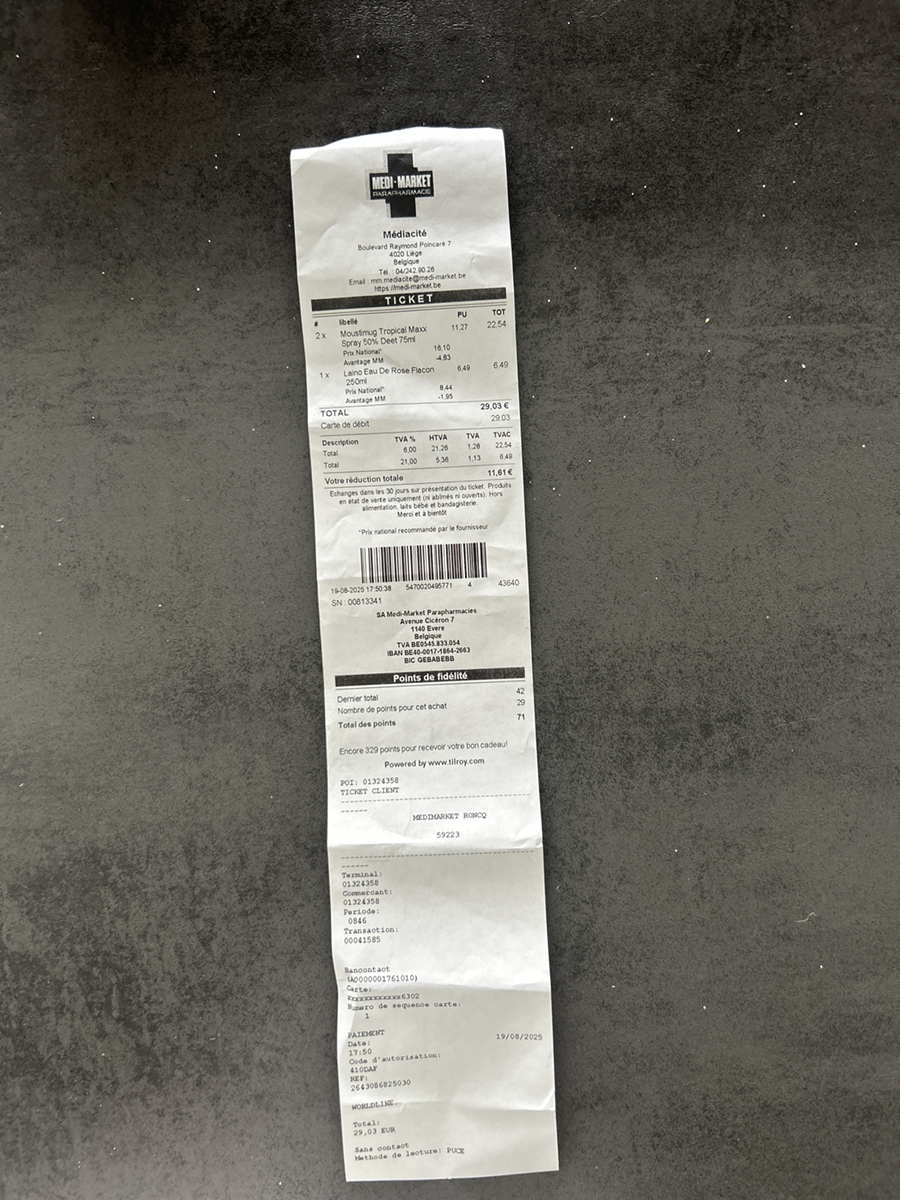 MEDI-MARKET
PARAPHARMACIE
Médiacité
Boulevard Raymond Poincaré 7
4020 Liège
Belgique
Tél. : 04/242.90.26
Email : mm.mediacite@medi-market.be
https://medi-market.be
TICKET
# libellé PU TOT
2 x Moustimug Tropical Maxx 11,27 22,54
Spray 50% Deet 75ml
Prix National* 16,10
Avantage MM -4,83
1 x Laino Eau De Rose Flacon 6,49 6,49
250ml
Prix National* 8,44
Avantage MM -1,95
TOTAL 29,03 €
Carte de débit 29,03
Description TVA % HTVA TVA TVAC
Total 6,00 21,26 1,28 22,54
Total 21,00 5,36 1,13 6,49
Votre réduction totale 11,61 €
Echanges dans les 30 jours sur présentation du ticket. Produits
en état de vente uniquement (ni abîmés ni ouverts). Hors
alimentation, laits bébé et bandagisterie.
Merci et à bientôt
*Prix national recommandé par le fournisseur
19-08-2025 17:50:38 5470020495771 4 43640
SN : 00813341
SA Medi-Market Parapharmacies
Avenue Cicéron 7
1140 Evere
Belgique
TVA BE0545.833.054
IBAN BE40-0017-1864-2663
BIC GEBABEBB
Points de fidélité
Dernier total 42
Nombre de points pour cet achat 29
Total des points 71
Encore 329 points pour recevoir votre bon cadeau!
Powered by www.tilroy.com
POI: 01324358
TICKET CLIENT
MEDIMARKET RONCQ
59223
Terminal:
01324358
Commercant:
01324358
Periode:
0846
Transaction:
00041585
Bancontact
(A0000001761010)
Carte:
xxxxxxxxxxxx6302
Numero de sequence carte:
1
PAIEMENT
Date: 19/08/2025
17:50
Code d'autorisation:
410DAF
REF:
2643086825030
WORLDLINE
Total:
29,03 EUR
Sans contact
Methode de lecture: PUCE